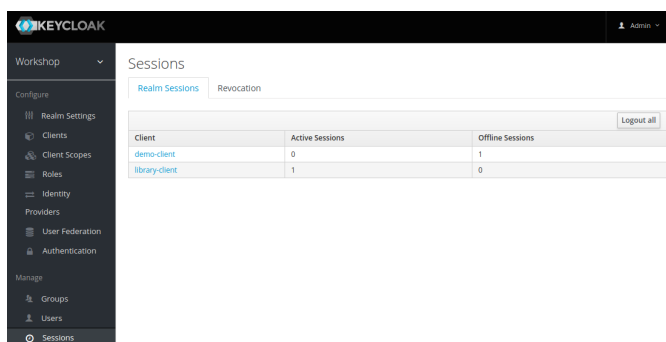 KEYCLOAK
Admin
Workshop
Configure
Realm Settings
Clients
Client Scopes
Roles
Identity
Providers
User Federation
Authentication
Manage
Groups
Users
Sessions
Sessions
Realm Sessions Revocation
Logout all
Client Active Sessions Offline Sessions
demo-client 0 1
library-client 1 0